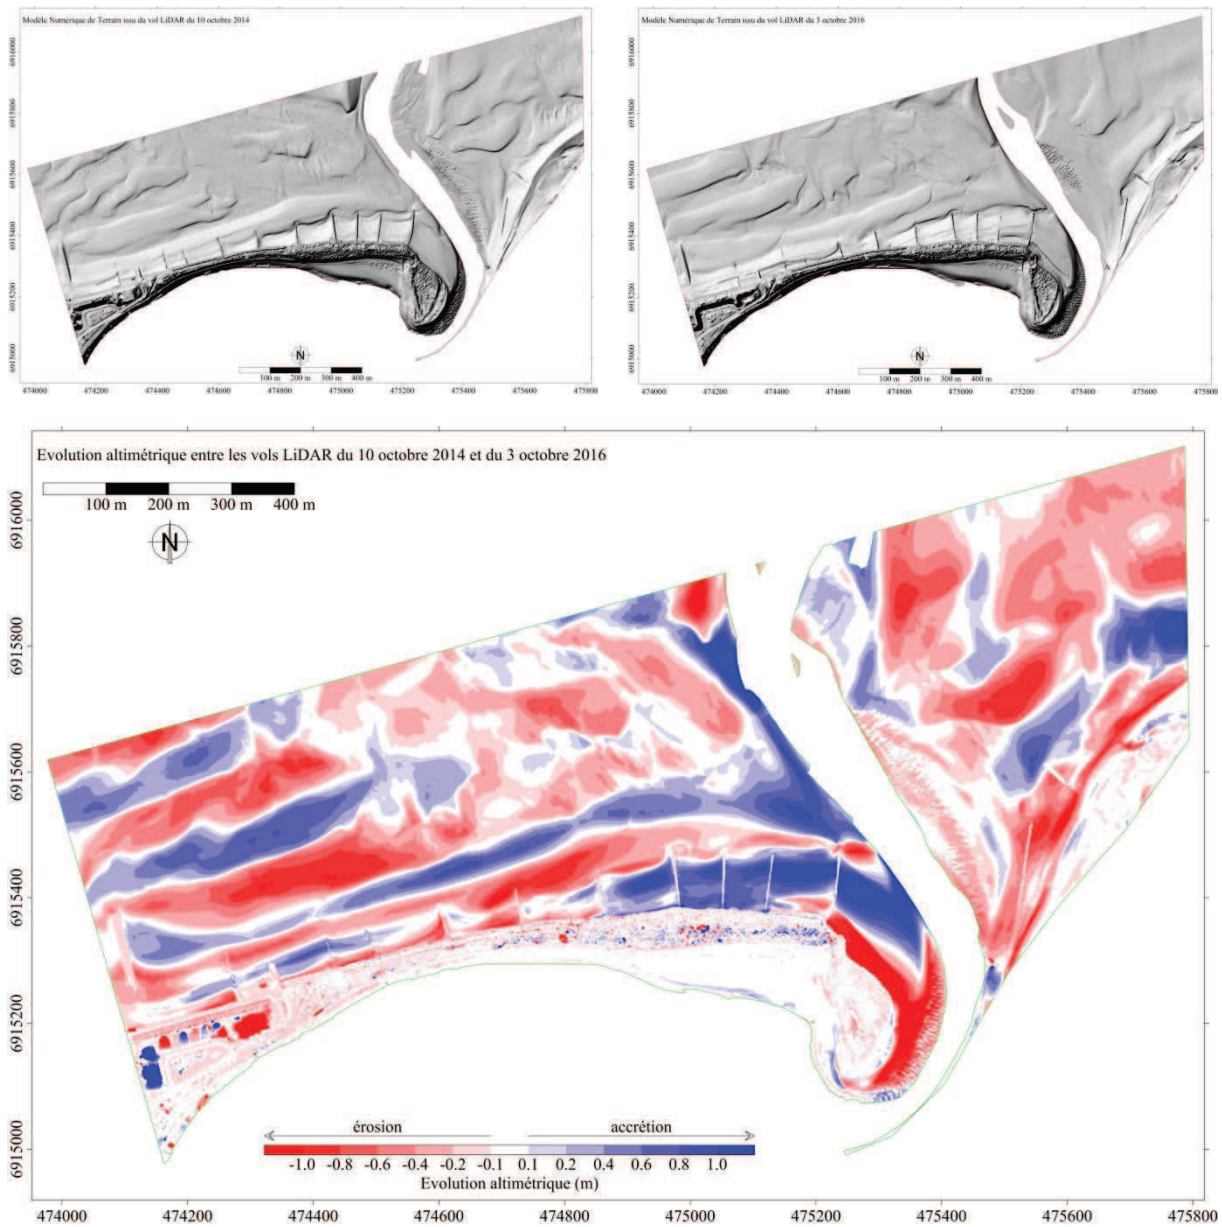 Modèle Numérique de Terrain issu du vol LiDAR du 10 octobre 2014
6916000
6915800
6915600
6915400
6915200
6915000
N
100 m 200 m 300 m 400 m
474000 474200 474400 474600 474800 475000 475200 475400 475600 475800
Modèle Numérique de Terrain issu du vol LiDAR du 3 octobre 2016
6916000
6915800
6915600
6915400
6915200
6915000
N
100 m 200 m 300 m 400 m
474000 474200 474400 474600 474800 475000 475200 475400 475600 475800
Evolution altimétrique entre les vols LiDAR du 10 octobre 2014 et du 3 octobre 2016
100 m 200 m 300 m 400 m
N
6916000
6915800
6915600
6915400
6915200
6915000
érosion accrétion
-1.0 -0.8 -0.6 -0.4 -0.2 -0.1 0.1 0.2 0.4 0.6 0.8 1.0
Evolution altimétrique (m)
474000 474200 474400 474600 474800 475000 475200 475400 475600 475800